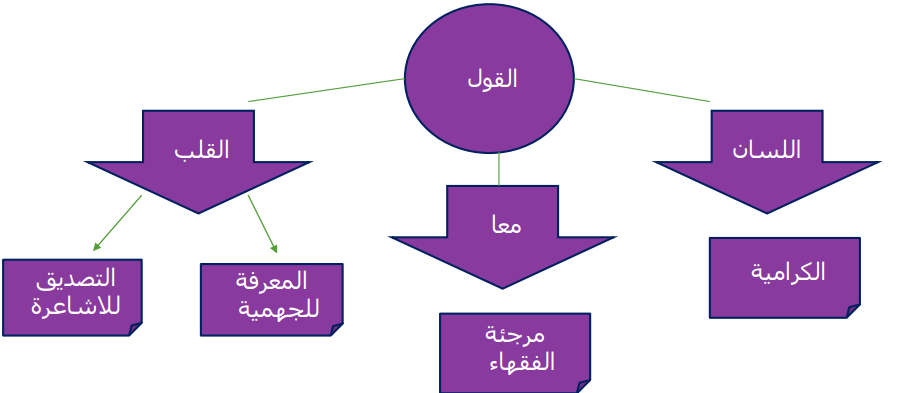 القول
اللسان
معا
القلب
الكرامية
مرجئة
الفقهاء
المعرفة
للجهمية
التصديق
للاشاعرة